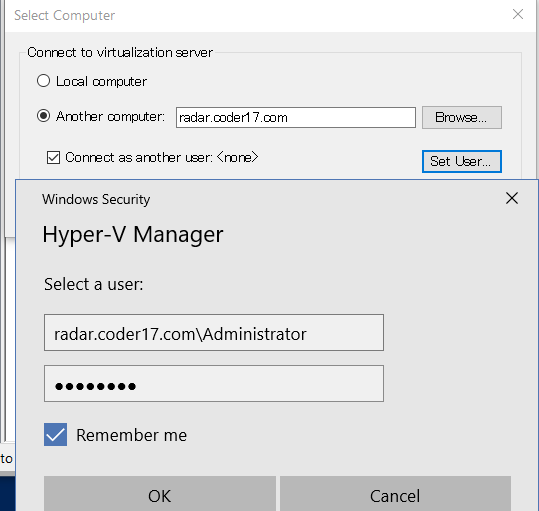 Select Computer
Connect to virtualization server
Local computer
Another computer: radar.coder17.com Browse...
Connect as another user: <none> Set User...
Windows Security
Hyper-V Manager
Select a user:
radar.coder17.com\Administrator
●●●●●●●●
Remember me
to
OK Cancel